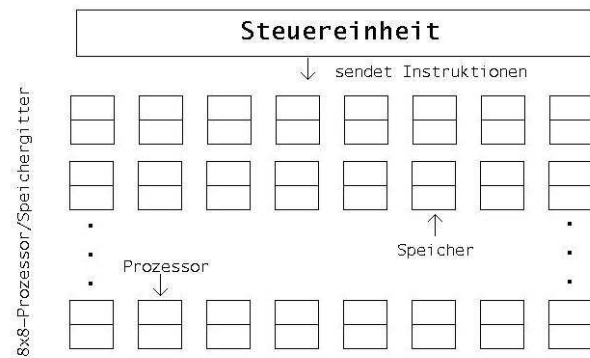 Steuereinheit
sendet Instruktionen
8x8-Prozessor/Speichergitter
Speicher
Prozessor